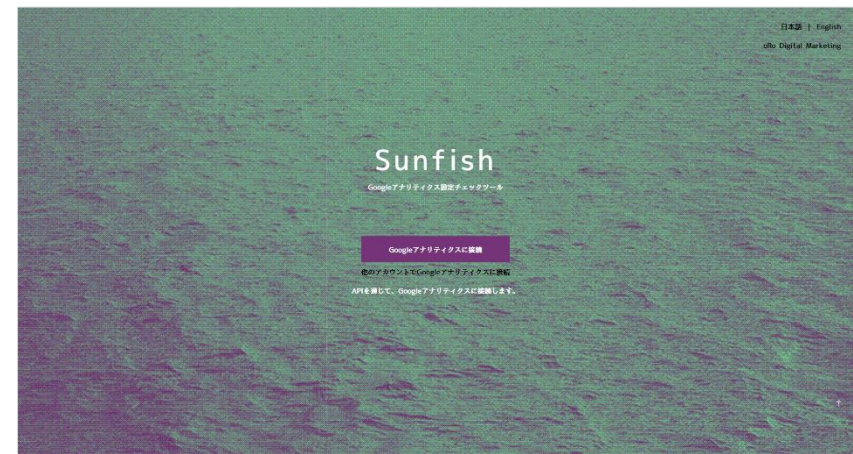 日本語 | English
Digital Marketing
Sunfish
Googleアナリティクス設定チェックツール
Googleアナリティクスに接続
他のアカウントでGoogleアナリティクスに接続
APIを通じて、Googleアナリティクスに接続します。
↑